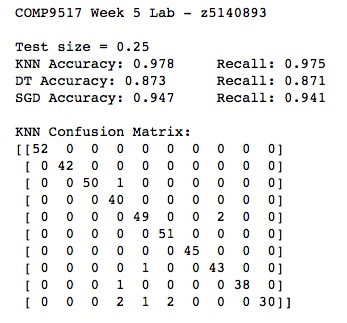 COMP9517 Week 5 Lab - z5140893
Test size = 0.25
KNN Accuracy: 0.978 Recall: 0.975
DT Accuracy: 0.873 Recall: 0.871
SGD Accuracy: 0.947 Recall: 0.941
KNN Confusion Matrix:
[[52 0 0 0 0 0 0 0 0 0]
[ 0 42 0 0 0 0 0 0 0 0]
[ 0 0 50 1 0 0 0 0 0 0]
[ 0 0 0 40 0 0 0 0 0 0]
[ 0 0 0 0 49 0 0 2 0 0]
[ 0 0 0 0 0 51 0 0 0 0]
[ 0 0 0 0 0 0 45 0 0 0]
[ 0 0 0 0 1 0 0 43 0 0]
[ 0 0 0 1 0 0 0 0 38 0]
[ 0 0 0 2 1 2 0 0 0 30]]